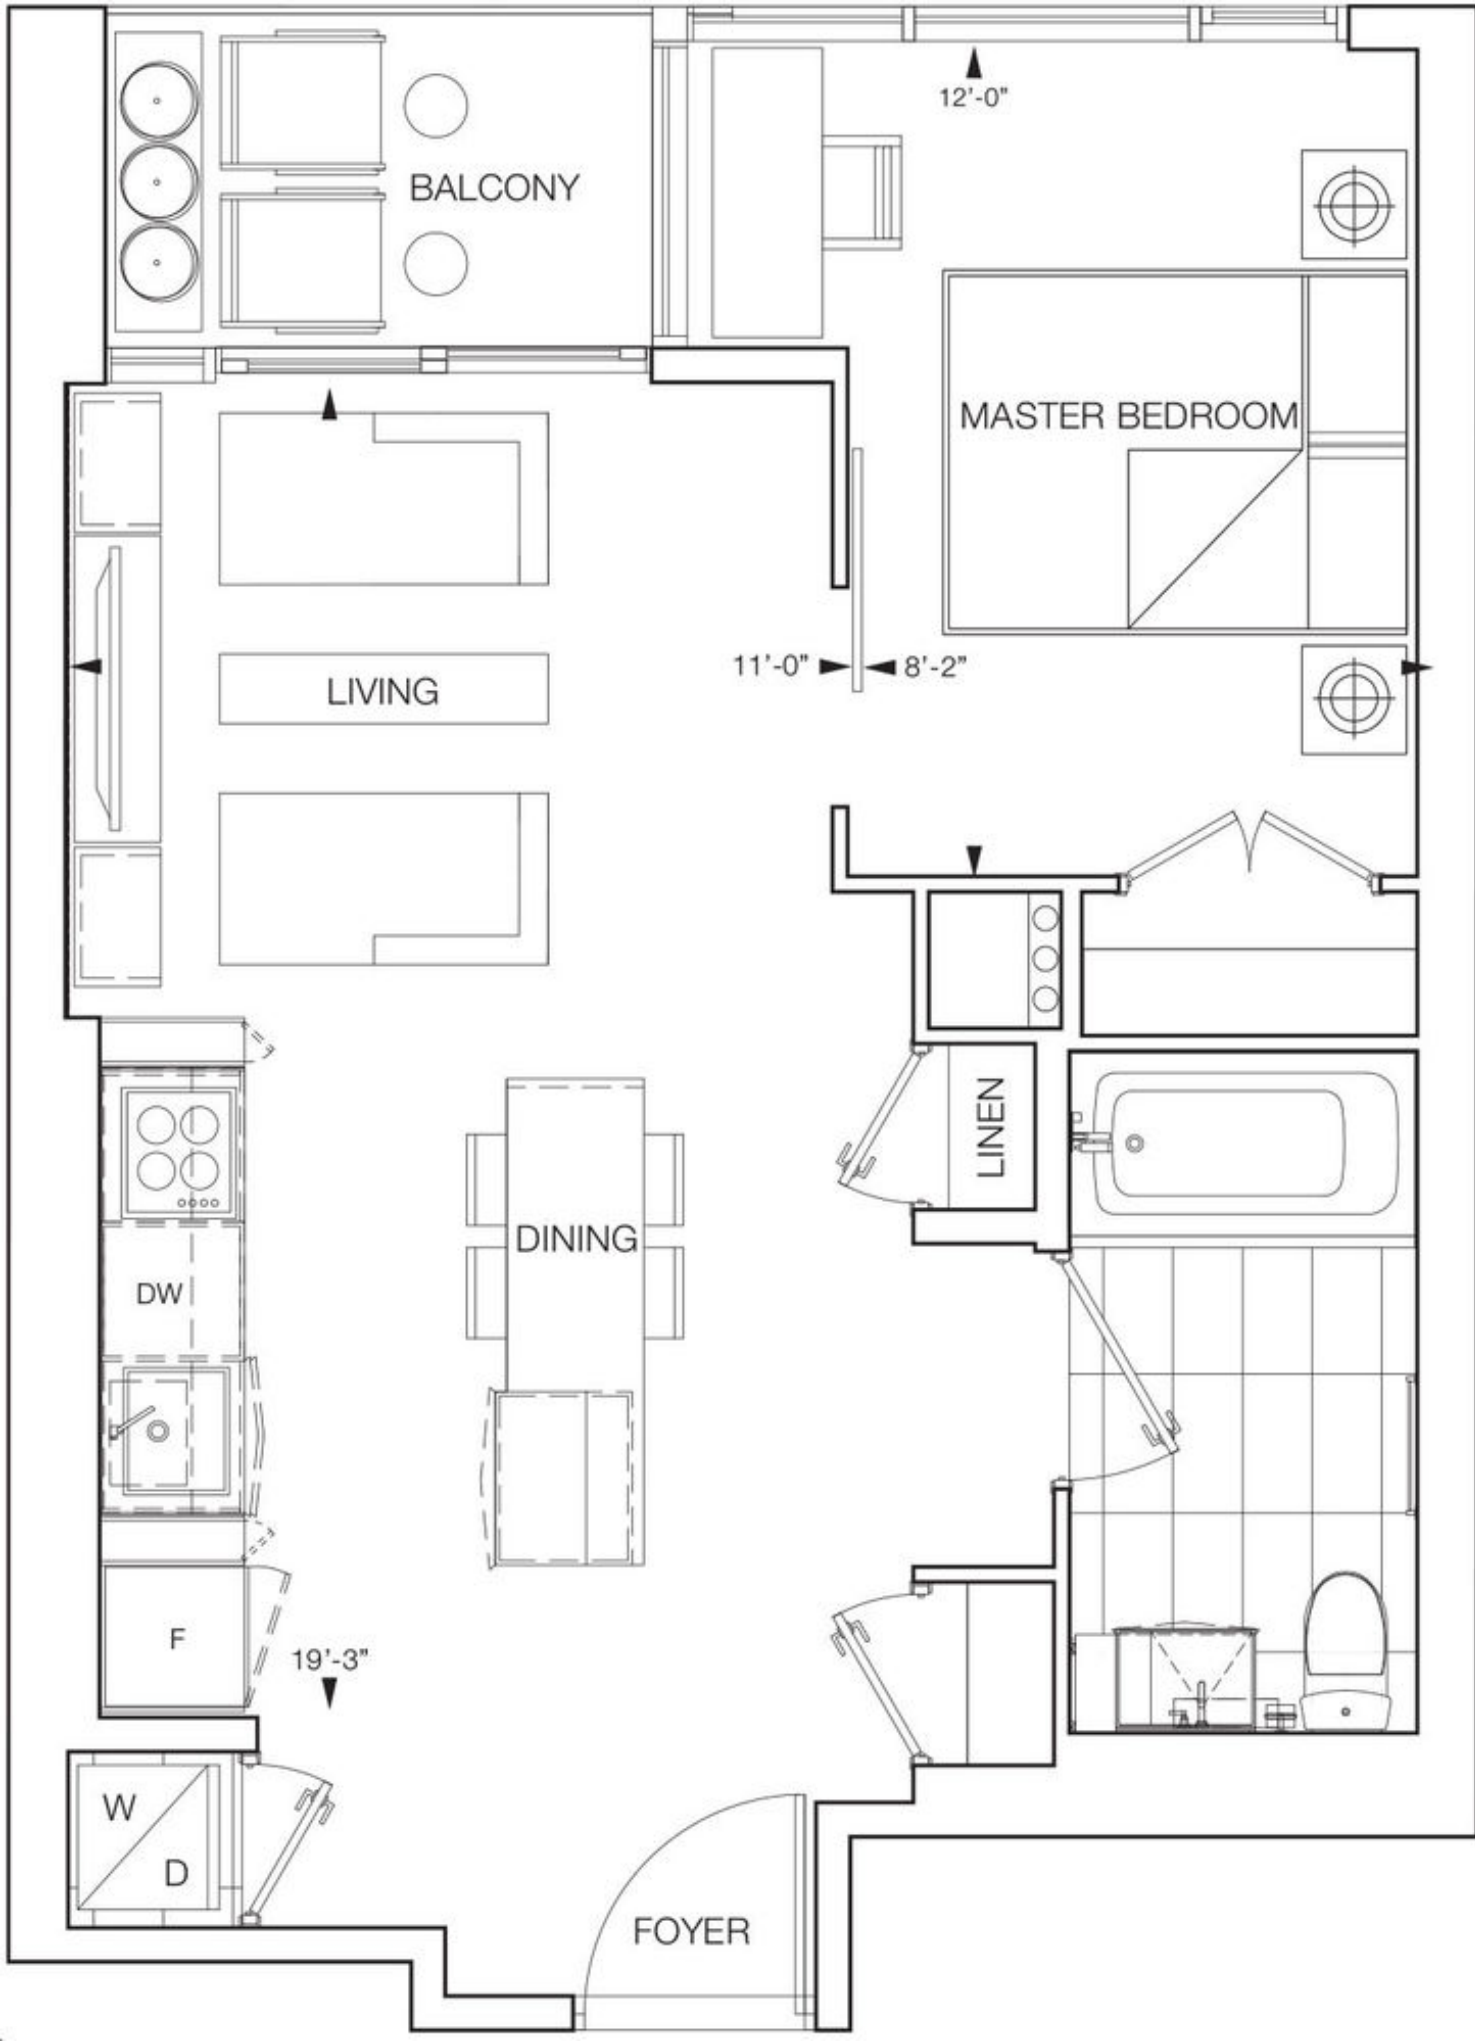 12’-0”
BALCONY
MASTER BEDROOM
11’-0” 8’-2”
LIVING
LINEN
DINING
DW
F
19’-3”
W
D
FOYER